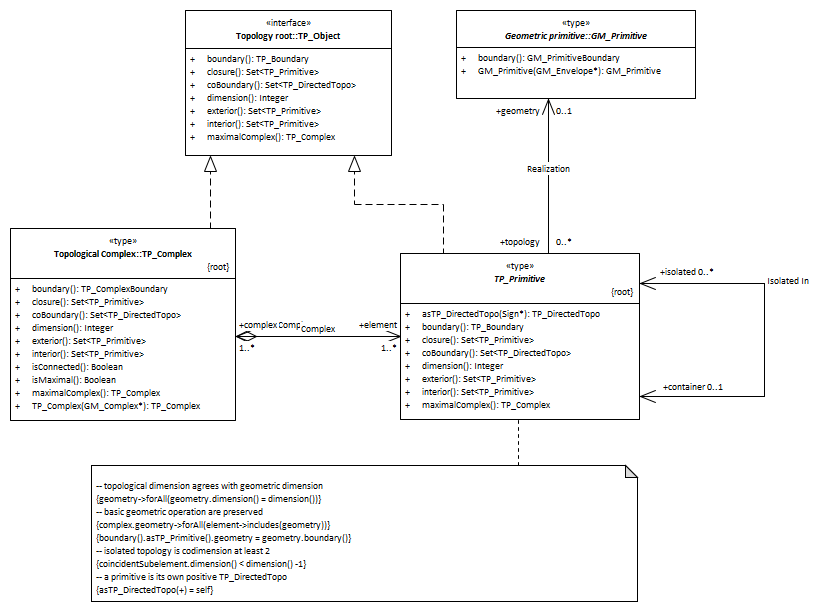 «interface»
Topology root::TP_Object
+ boundary(): TP_Boundary
+ closure(): Set<TP_Primitive>
+ coBoundary(): Set<TP_DirectedTopo>
+ dimension(): Integer
+ exterior(): Set<TP_Primitive>
+ interior(): Set<TP_Primitive>
+ maximalComplex(): TP_Complex
«type»
Geometric primitive::GM_Primitive
+ boundary(): GM_PrimitiveBoundary
+ GM_Primitive(GM_Envelope*): GM_Primitive
+geometry 0..1
Realization
+topology 0..*
«type»
Topological Complex::TP_Complex
{root}
+ boundary(): TP_ComplexBoundary
+ closure(): Set<TP_Primitive>
+ coBoundary(): Set<TP_DirectedTopo>
+ dimension(): Integer
+ exterior(): Set<TP_Primitive>
+ interior(): Set<TP_Primitive>
+ isConnected(): Boolean
+ isMaximal(): Boolean
+ maximalComplex(): TP_Complex
+ TP_Complex(GM_Complex*): TP_Complex
+complex Complex +element
1..* 1..*
«type»
TP_Primitive
{root}
+ asTP_DirectedTopo(Sign*): TP_DirectedTopo
+ boundary(): TP_Boundary
+ closure(): Set<TP_Primitive>
+ coBoundary(): Set<TP_DirectedTopo>
+ dimension(): Integer
+ exterior(): Set<TP_Primitive>
+ interior(): Set<TP_Primitive>
+ maximalComplex(): TP_Complex
+isolated 0..*
Isolated In
+container 0..1
-- topological dimension agrees with geometric dimension
{geometry->forAll(geometry.dimension() = dimension())}
-- basic geometric operation are preserved
{complex.geometry->forAll(element->includes(geometry))}
{boundary().asTP_Primitive().geometry = geometry.boundary()}
-- isolated topology is codimension at least 2
{coincidentSubelement.dimension() < dimension() -1}
-- a primitive is its own positive TP_DirectedTopo
{asTP_DirectedTopo(+) = self}